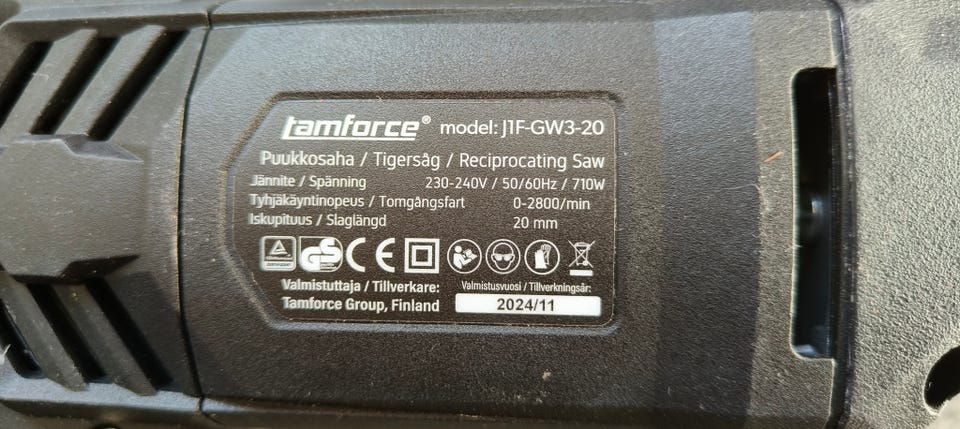 tamforce® model: J1F-GW3-20
Puukkosaha / Tigersåg / Reciprocating Saw
Jännite / Spänning 230-240V / 50/60Hz / 710W
Tyhjäkäyntinopeus / Tomgångsfart 0-2800/min
Iskupituus / Slaglängd 20 mm
GS CE
Valmistuttaja / Tillverkare: Valmistusvuosi / Tillverkningsår:
Tamforce Group, Finland 2024/11